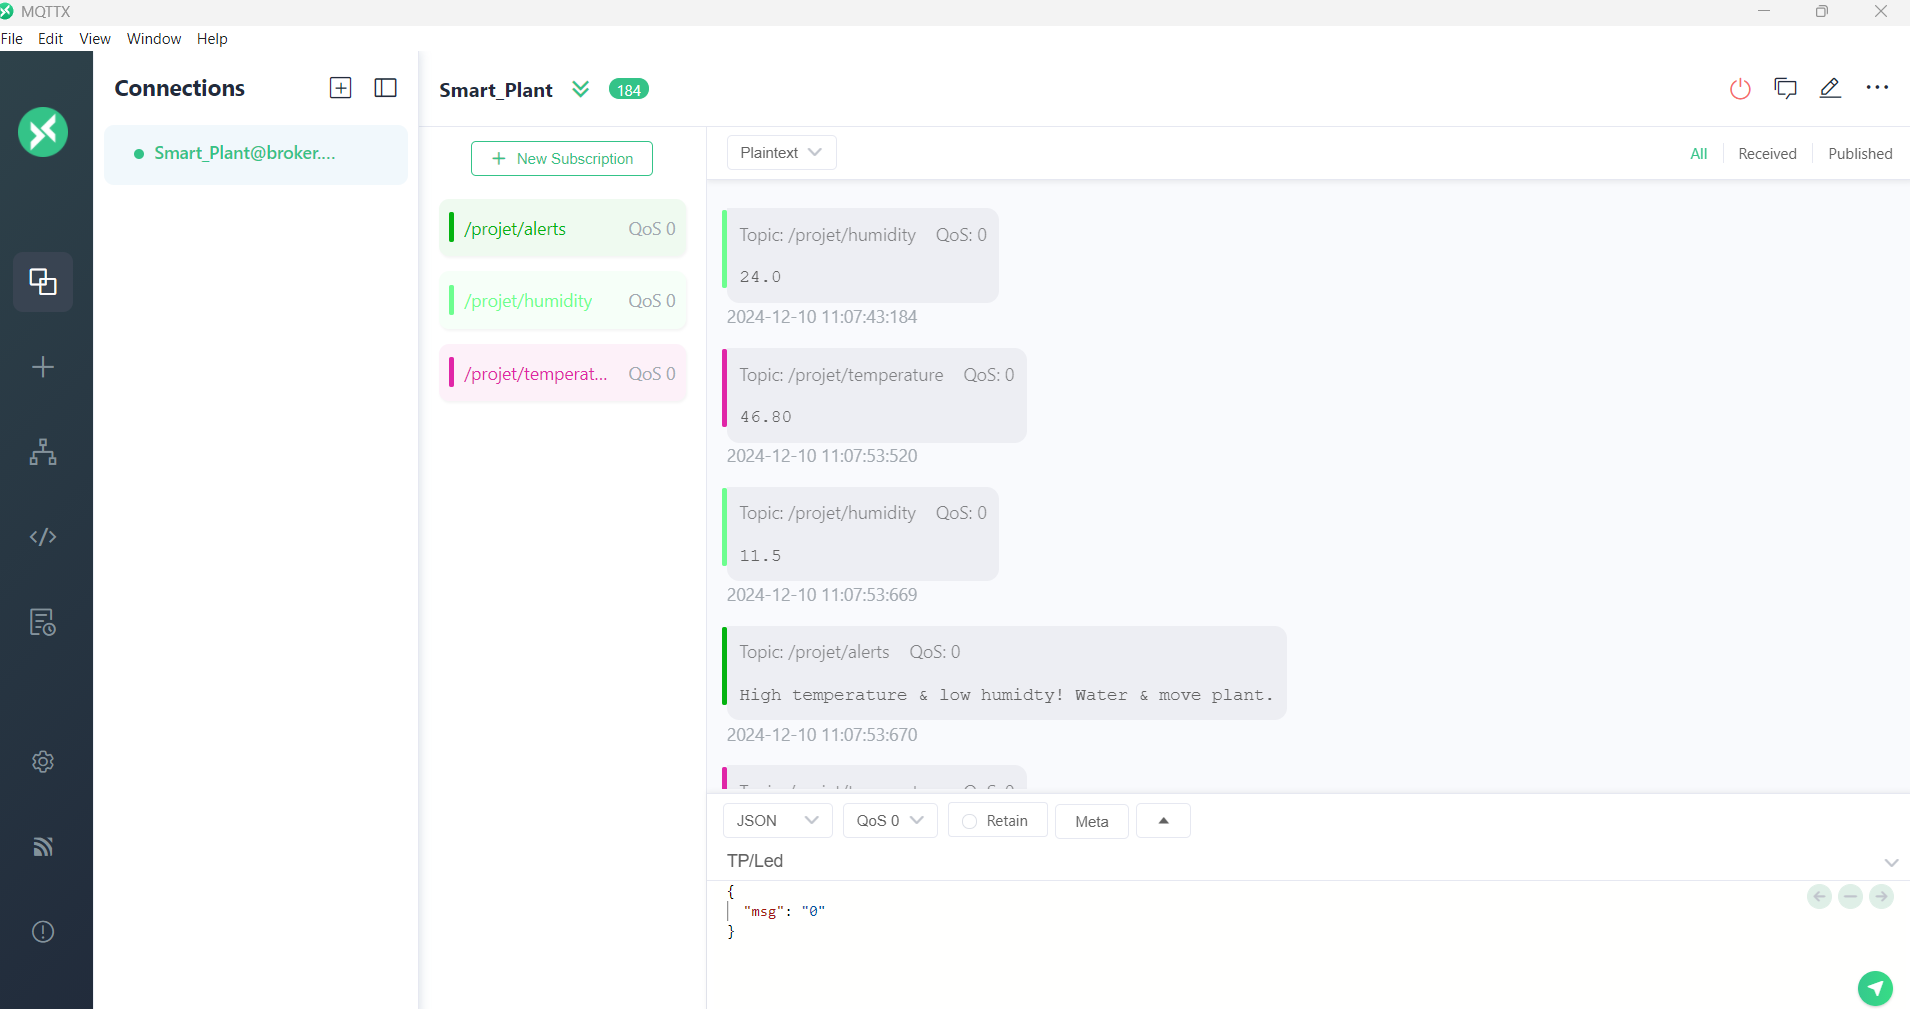 MQTTX
File Edit View Window Help
Connections
Smart_Plant@broker....
Smart_Plant 184
New Subscription
/projet/alerts QoS 0
/projet/humidity QoS 0
/projet/temperat... QoS 0
Plaintext
All Received Published
Topic: /projet/humidity QoS: 0
24.0
2024-12-10 11:07:43:184
Topic: /projet/temperature QoS: 0
46.80
2024-12-10 11:07:53:520
Topic: /projet/humidity QoS: 0
11.5
2024-12-10 11:07:53:669
Topic: /projet/alerts QoS: 0
High temperature & low humidty! Water & move plant.
2024-12-10 11:07:53:670
JSON QoS 0 Retain Meta
TP/Led
{
"msg": "0"
}